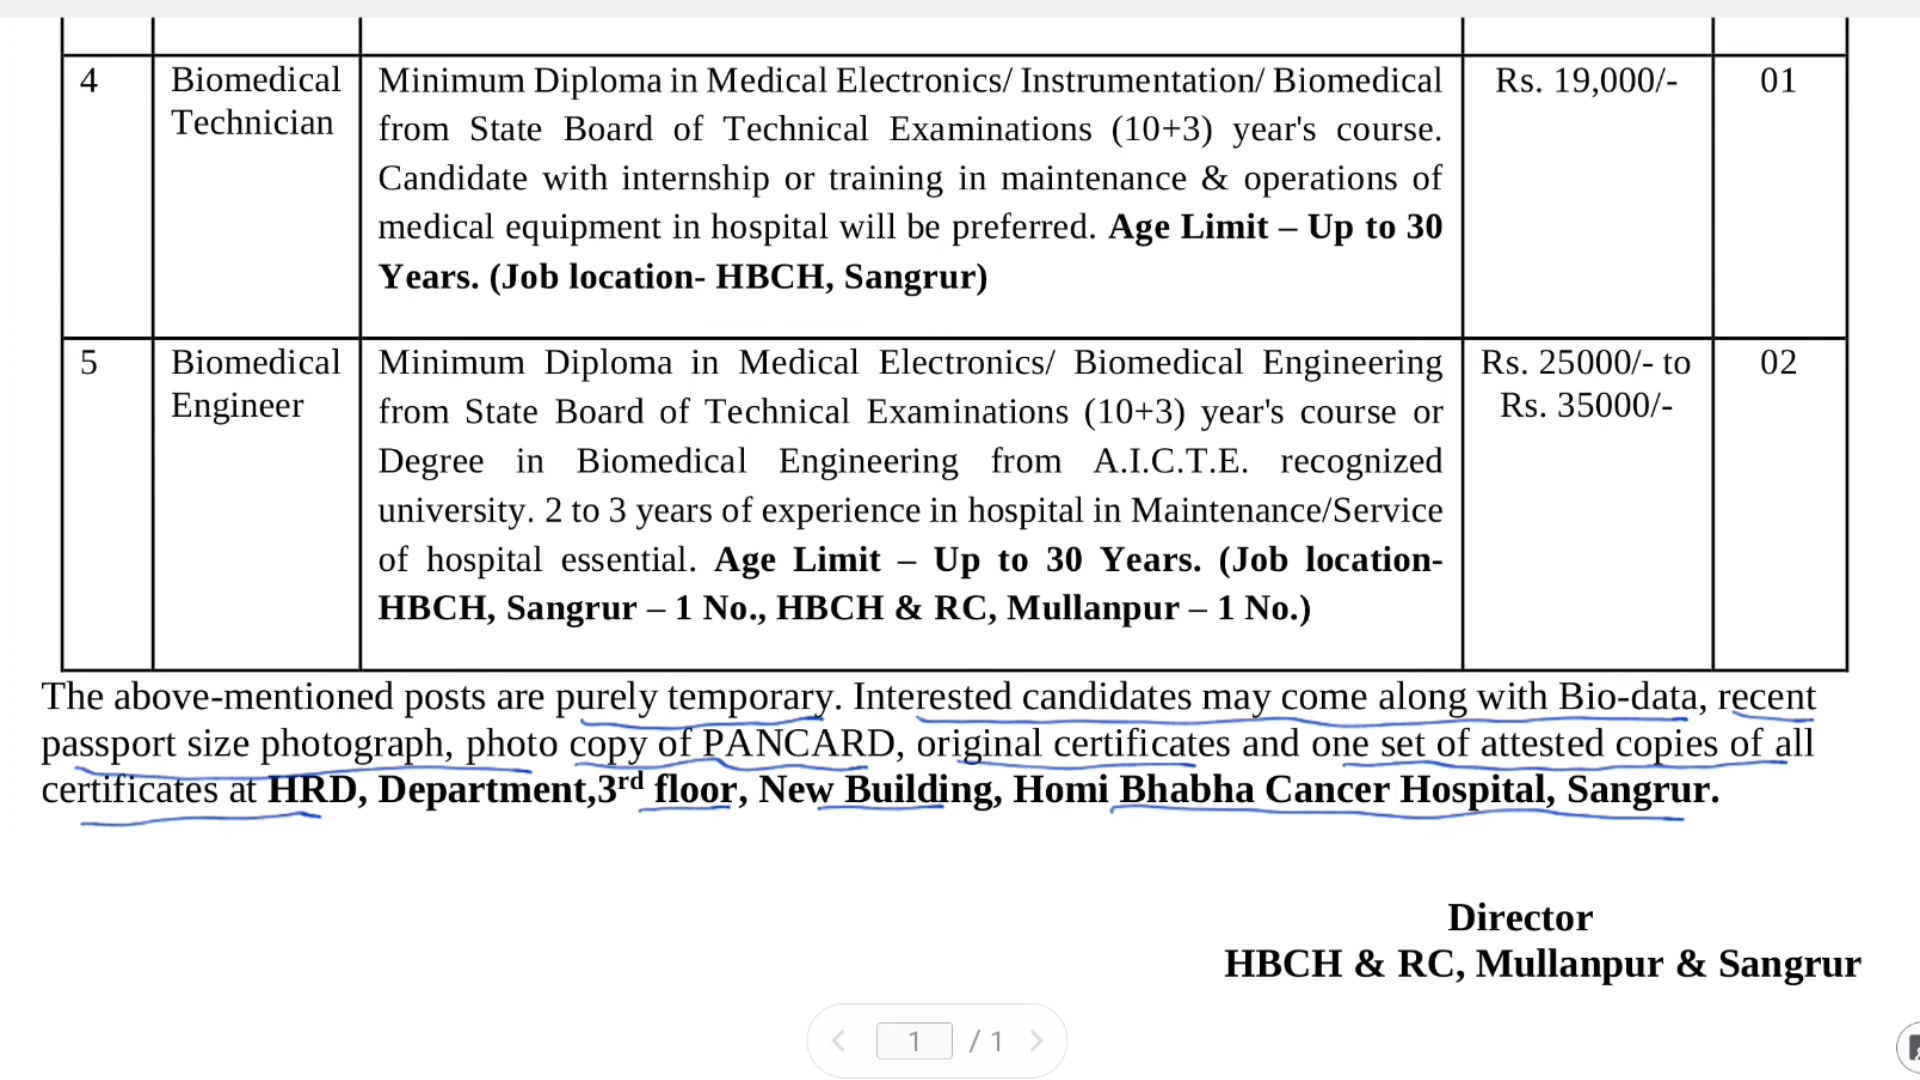 4
Biomedical
Technician
Minimum Diploma in Medical Electronics/ Instrumentation/ Biomedical
from State Board of Technical Examinations (10+3) year's course.
Candidate with internship or training in maintenance & operations of
medical equipment in hospital will be preferred. Age Limit – Up to 30
Years. (Job location- HBCH, Sangrur)
Rs. 19,000/-
01
5
Biomedical
Engineer
Minimum Diploma in Medical Electronics/ Biomedical Engineering
from State Board of Technical Examinations (10+3) year's course or
Degree in Biomedical Engineering from A.I.C.T.E. recognized
university. 2 to 3 years of experience in hospital in Maintenance/Service
of hospital essential. Age Limit – Up to 30 Years. (Job location-
HBCH, Sangrur – 1 No., HBCH & RC, Mullanpur – 1 No.)
Rs. 25000/- to
Rs. 35000/-
02
The above-mentioned posts are purely temporary. Interested candidates may come along with Bio-data, recent
passport size photograph, photo copy of PANCARD, original certificates and one set of attested copies of all
certificates at HRD, Department,3rd floor, New Building, Homi Bhabha Cancer Hospital, Sangrur.
Director
HBCH & RC, Mullanpur & Sangrur
1 / 1